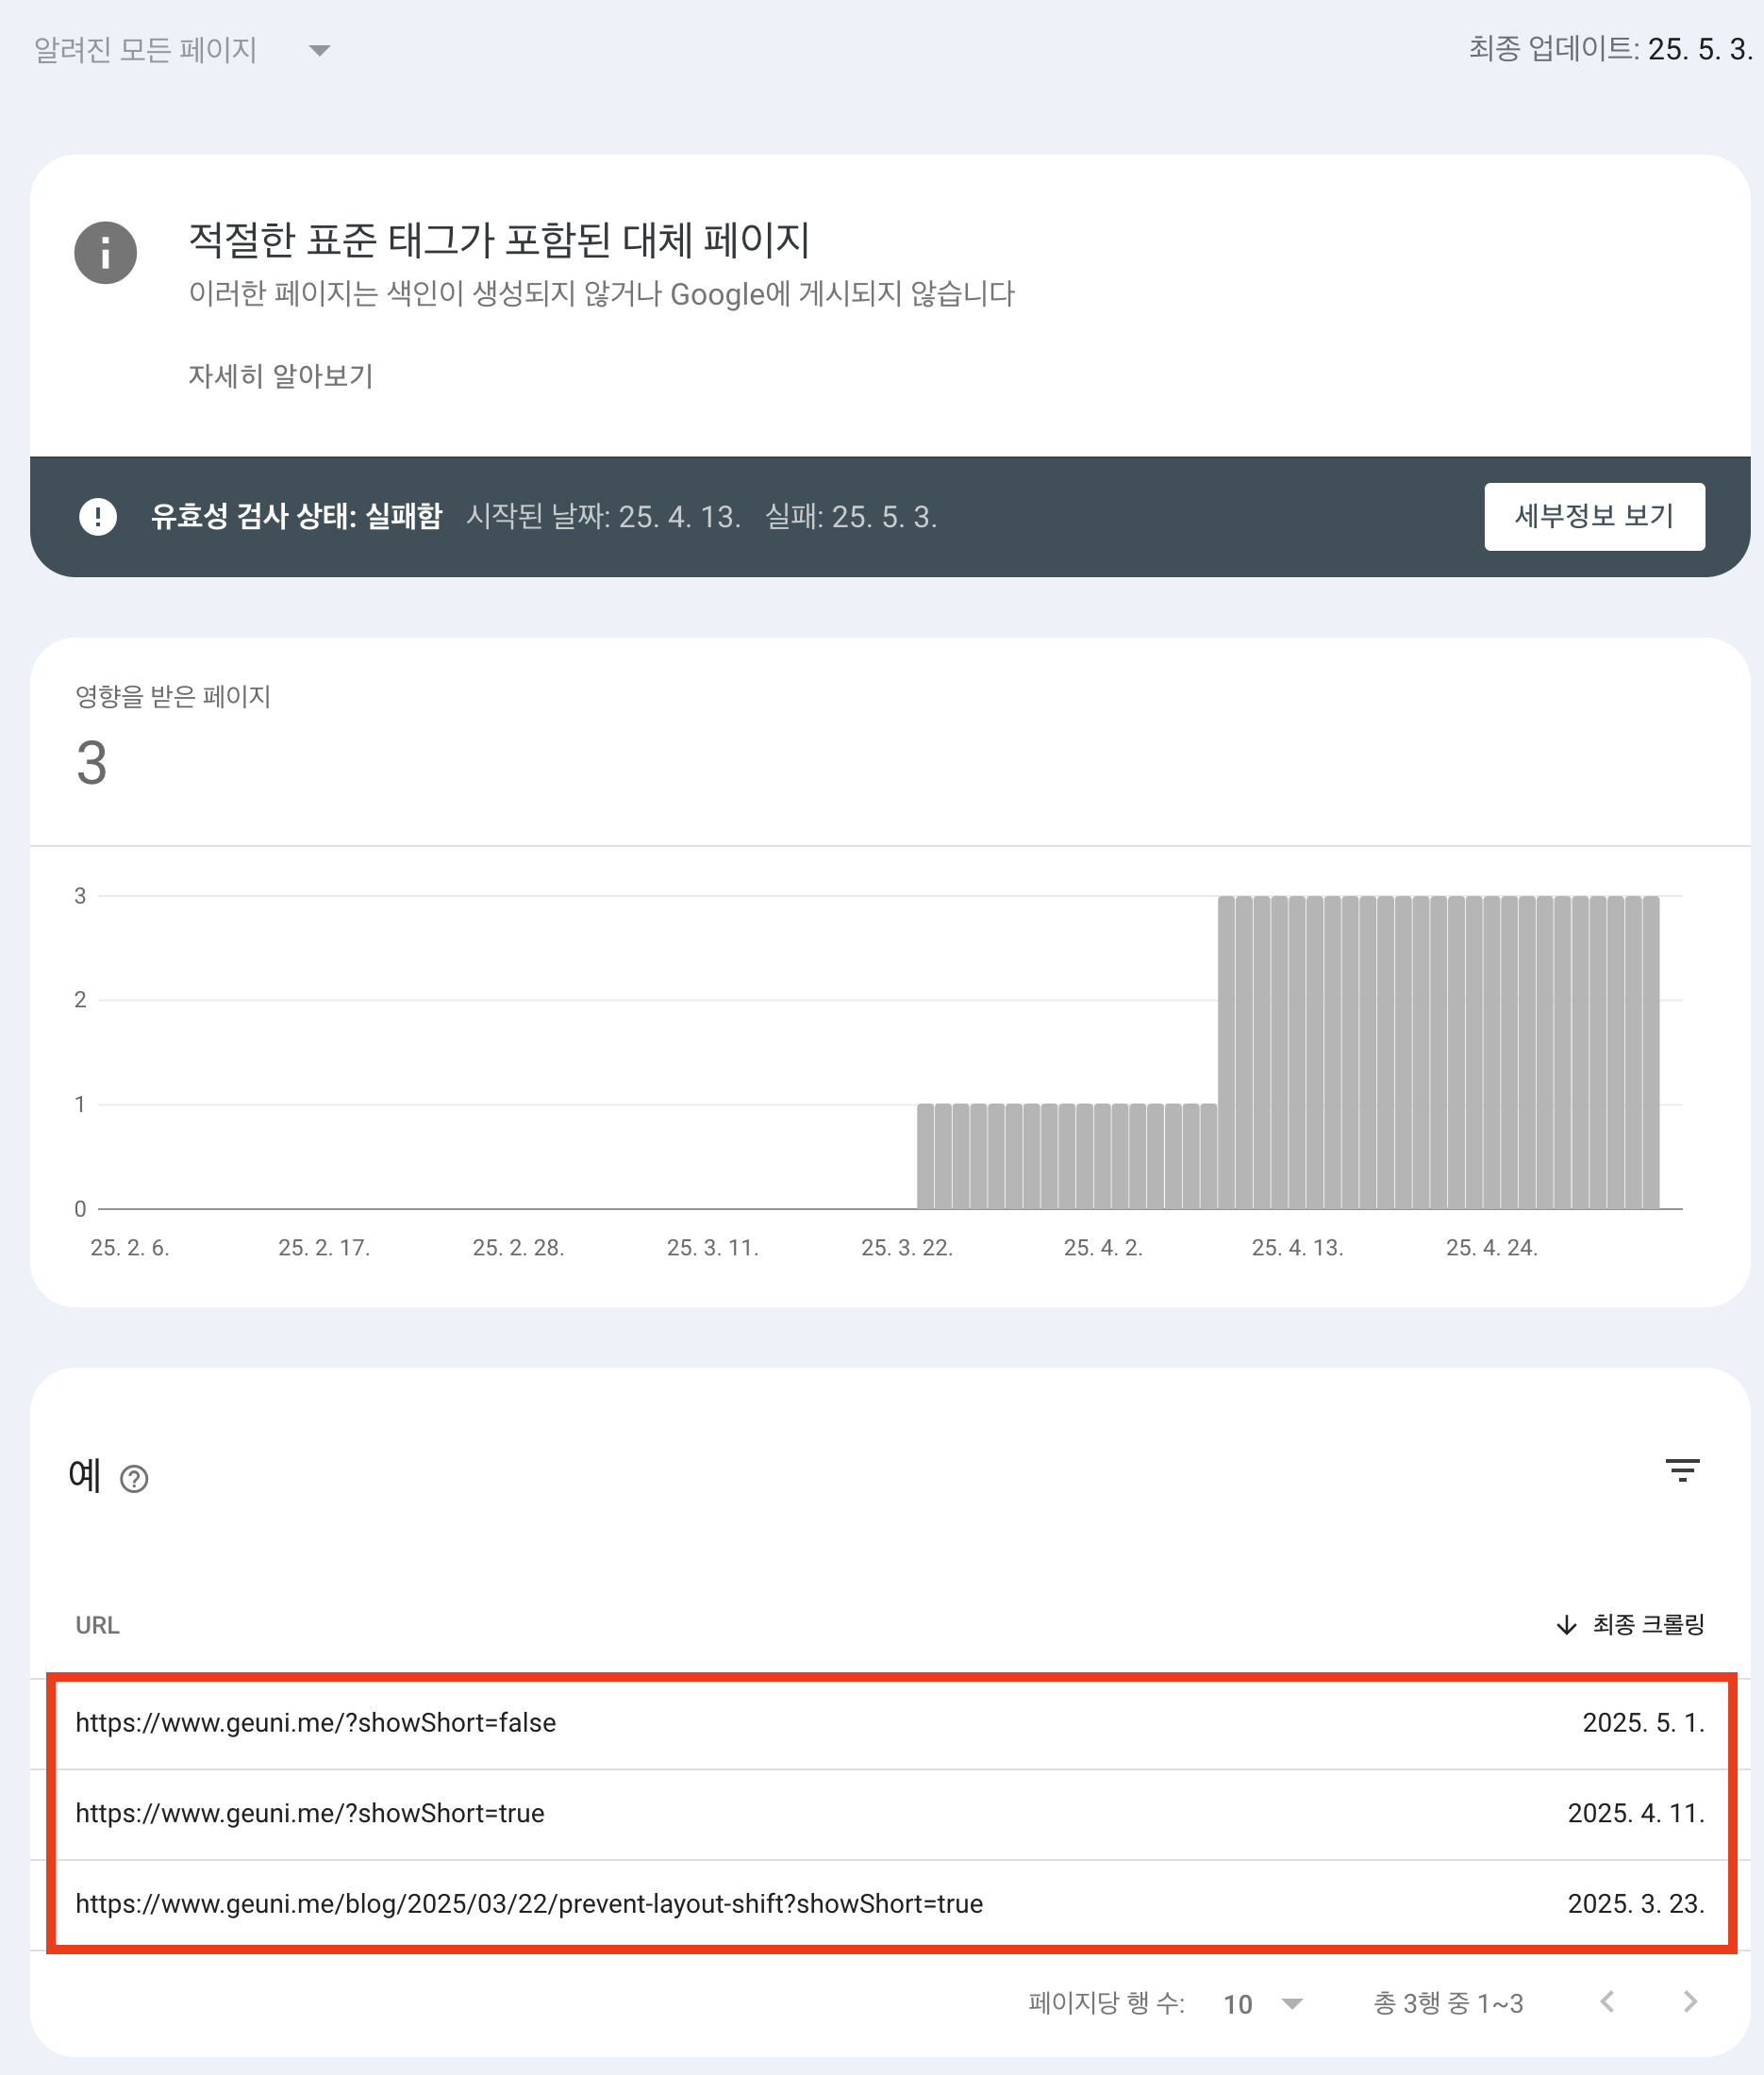 알려진 모든 페이지
최종 업데이트: 25. 5. 3.
적절한 표준 태그가 포함된 대체 페이지
이러한 페이지는 색인이 생성되지 않거나 Google에 게시되지 않습니다
자세히 알아보기
유효성 검사 상태: 실패함 시작된 날짜: 25. 4. 13. 실패: 25. 5. 3.
세부정보 보기
영향을 받은 페이지
3
3
2
1
0
25. 2. 6. 25. 2. 17. 25. 2. 28. 25. 3. 11. 25. 3. 22. 25. 4. 2. 25. 4. 13. 25. 4. 24.
예
URL 최종 크롤링
https://www.geuni.me/?showShort=false 2025. 5. 1.
https://www.geuni.me/?showShort=true 2025. 4. 11.
https://www.geuni.me/blog/2025/03/22/prevent-layout-shift?showShort=true 2025. 3. 23.
페이지당 행 수: 10 총 3행 중 1~3